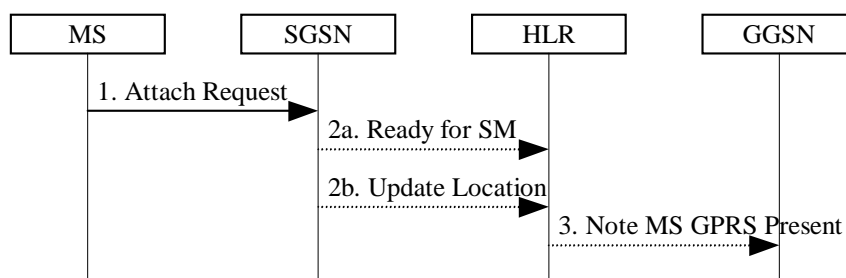 MS SGSN HLR GGSN
1. Attach Request
2a. Ready for SM
2b. Update Location
3. Note MS GPRS Present